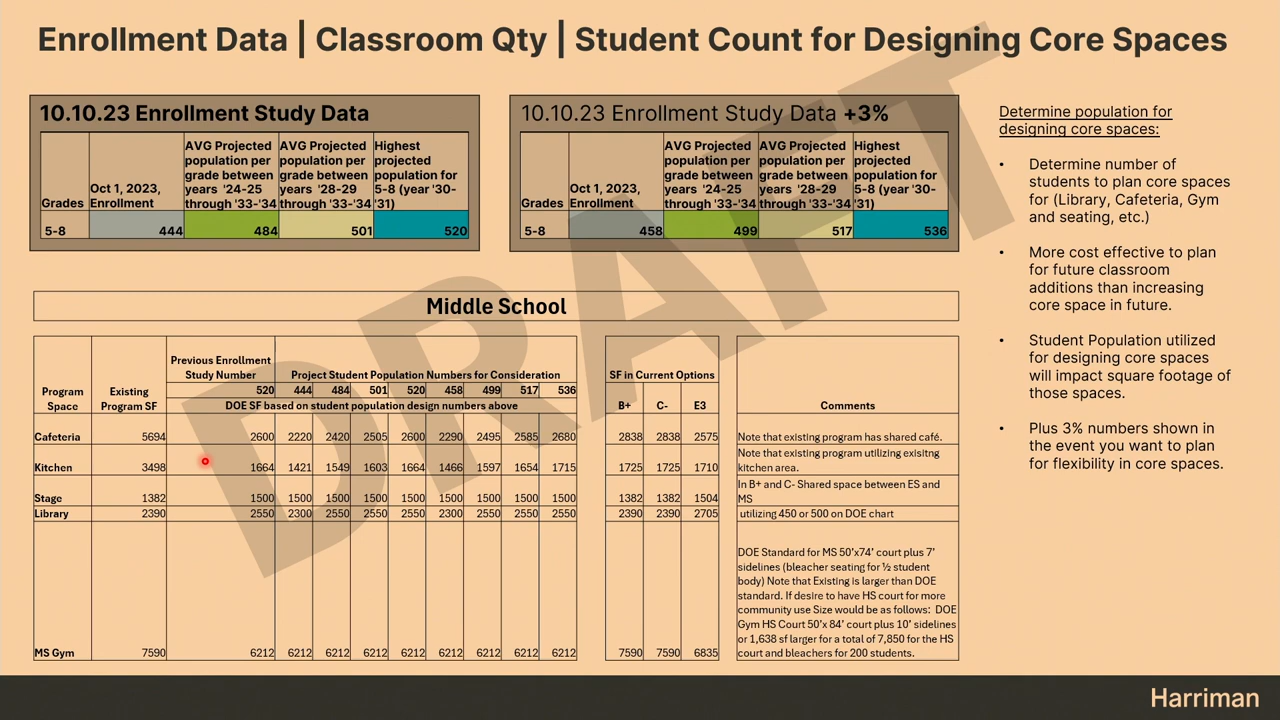 Enrollment Data | Classroom Qty | Student Count for Designing Core Spaces
10.10.23 Enrollment Study Data
Grades
Oct 1, 2023,
Enrollment
AVG Projected
population per
grade between
years '24-25
through '33-'34
AVG Projected
population per
grade between
years '28-29
through '33-'34
Highest
projected
population for
5-8 (year '30-
'31)
5-8 444 484 501 520
10.10.23 Enrollment Study Data +3%
Grades
Oct 1, 2023,
Enrollment
AVG Projected
population per
grade between
years '24-25
through '33-'34
AVG Projected
population per
grade between
years '28-29
through '33-'34
Highest
projected
population for
5-8 (year '30-
'31)
5-8 458 499 517 536
Determine population for
designing core spaces:
• Determine number of
students to plan core spaces
for (Library, Cafeteria, Gym
and seating, etc.)
• More cost effective to plan
for future classroom
additions than increasing
core space in future.
• Student Population utilized
for designing core spaces
will impact square footage of
those spaces.
• Plus 3% numbers shown in
the event you want to plan
for flexibility in core spaces.
Middle School
Program
Space
Existing
Program SF
Previous Enrollment
Study Number
Project Student Population Numbers for Consideration
520 444 484 501 520 458 499 517 536
DOE SF based on student population design numbers above
SF in Current Options
B+ C- E3
Comments
Cafeteria 5694 2600 2220 2420 2505 2600 2290 2495 2585 2680 2838 2838 2575 Note that existing program has shared café.
Kitchen 3498 1664 1421 1549 1603 1664 1466 1597 1654 1715 1725 1725 1710 Note that existing program utilizing exisitng
kitchen area.
Stage 1382 1500 1500 1500 1500 1500 1500 1500 1500 1500 1382 1382 1504 In B+ and C- Shared space between ES and
MS
Library 2390 2550 2300 2550 2550 2550 2300 2550 2550 2550 2390 2390 2705 utilizing 450 or 500 on DOE chart
MS Gym 7590 6212 6212 6212 6212 6212 6212 6212 6212 6212 7590 7590 6835
DOE Standard for MS 50'x74' court plus 7'
sidelines (bleacher seating for ½ student
body) Note that Existing is larger than DOE
standard. If desire to have HS court for more
community use Size would be as follows: DOE
Gym HS Court 50'x 84' court plus 10' sidelines
or 1,638 sf larger for a total of 7,850 for the HS
court and bleachers for 200 students.
DRAFT
Harriman